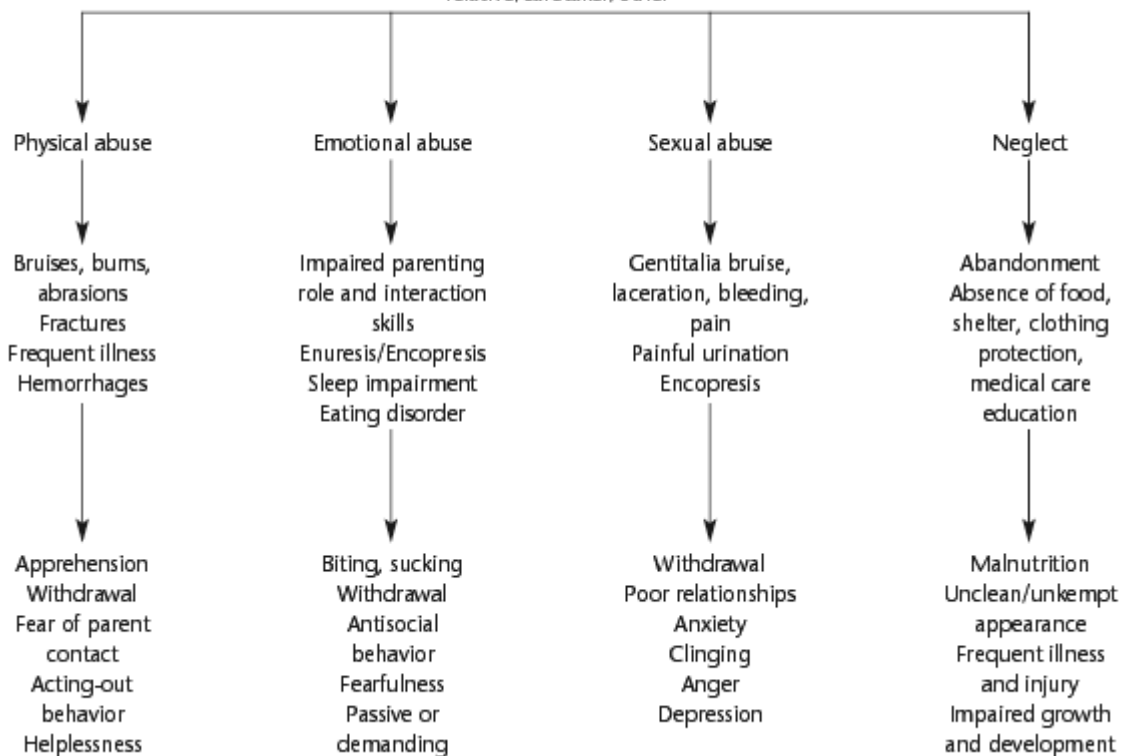 Physical abuse
Emotional abuse
Sexual abuse
Neglect
Bruises, burns,
abrasions
Fractures
Frequent illness
Hemorrhages
Impaired parenting
role and interaction
skills
Enuresis/Encopresis
Sleep impairment
Eating disorder
Gentitalia bruise,
laceration, bleeding,
pain
Painful urination
Encopresis
Abandonment
Absence of food,
shelter, clothing
protection,
medical care
education
Apprehension
Withdrawal
Fear of parent
contact
Acting-out
behavior
Helplessness
Biting, sucking
Withdrawal
Antisocial
behavior
Fearfulness
Passive or
demanding
Withdrawal
Poor relationships
Anxiety
Clinging
Anger
Depression
Malnutrition
Unclean/unkempt
appearance
Frequent illness
and injury
Impaired growth
and development